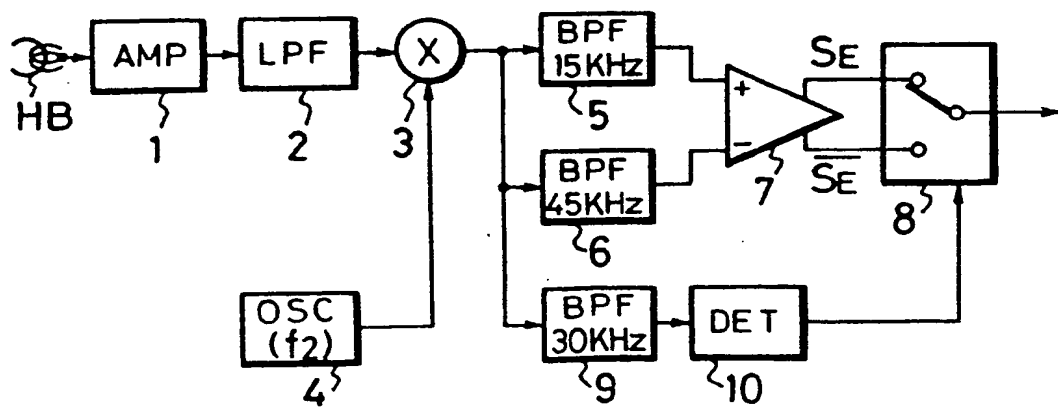 HB
AMP
1
LPF
2
X
3
OSC
(f2)
4
BPF
15KHz
5
BPF
45KHz
6
+
−
7
SE
S̅E̅
8
BPF
30KHz
9
DET
10